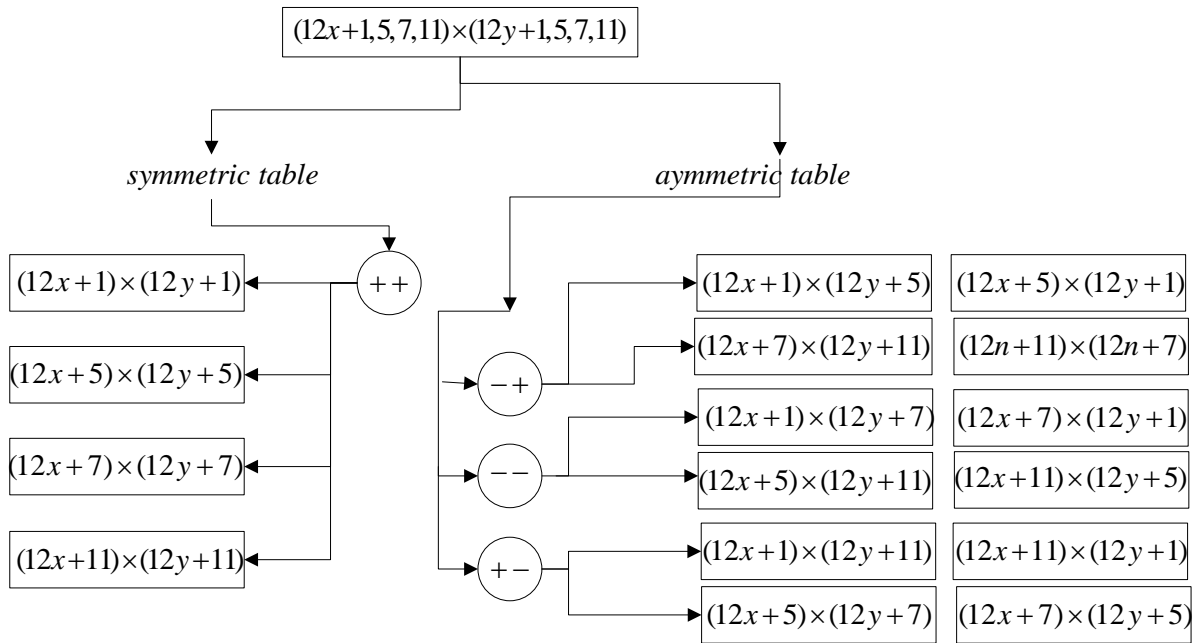 (12x+1,5,7,11)×(12y+1,5,7,11)
symmetric table
aymmetric table
++
(12x+1)×(12y+1)
(12x+5)×(12y+5)
(12x+7)×(12y+7)
(12x+11)×(12y+11)
−+
(12x+1)×(12y+5) (12x+5)×(12y+1)
(12x+7)×(12y+11) (12n+11)×(12n+7)
−−
(12x+1)×(12y+7) (12x+7)×(12y+1)
(12x+5)×(12y+11) (12x+11)×(12y+5)
+−
(12x+1)×(12y+11) (12x+11)×(12y+1)
(12x+5)×(12y+7) (12x+7)×(12y+5)